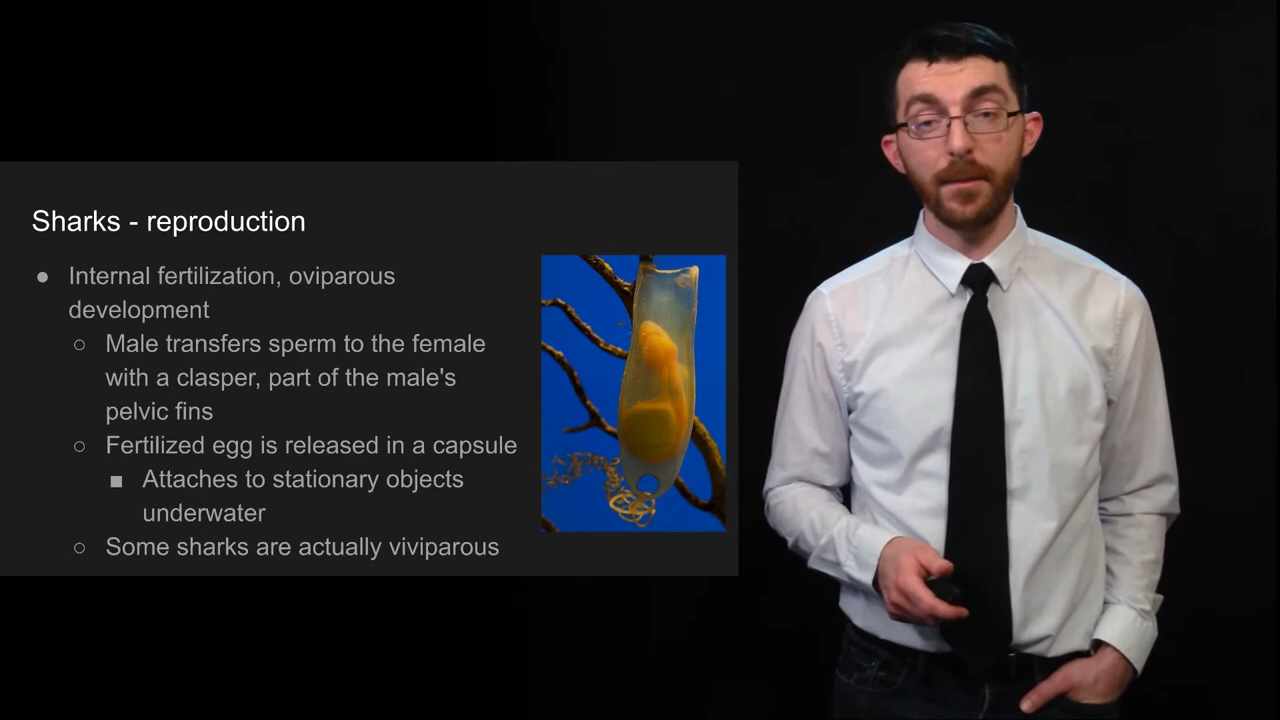 Sharks - reproduction
● Internal fertilization, oviparous
development
○ Male transfers sperm to the female
with a clasper, part of the male's
pelvic fins
○ Fertilized egg is released in a capsule
■ Attaches to stationary objects
underwater
○ Some sharks are actually viviparous